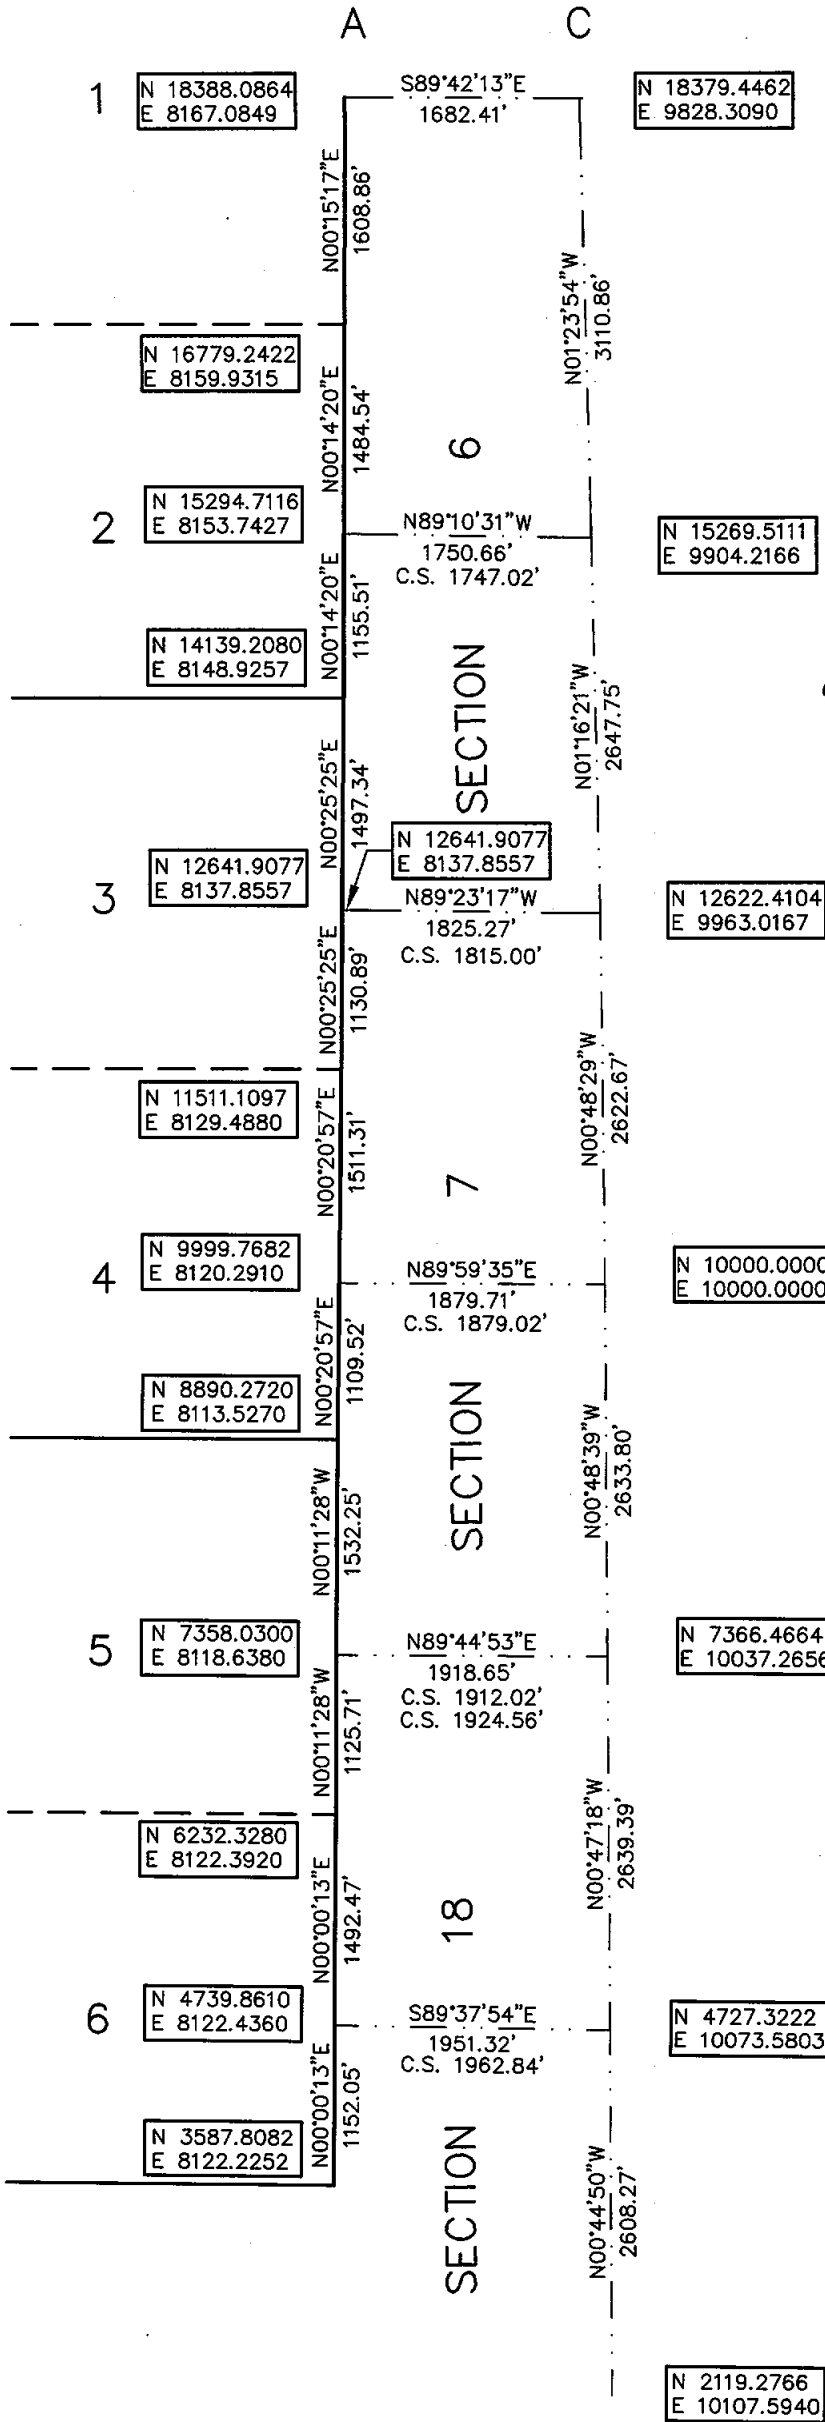 A C
1
N 18388.0864
E 8167.0849
S89°42'13"E
1682.41'
N 18379.4462
E 9828.3090
N00°15'17"E
1608.86'
N01°23'54"W
3110.86'
N 16779.2422
E 8159.9315
N00°14'20"E
1484.54'
6
2
N 15294.7116
E 8153.7427
N89°10'31"W
1750.66'
C.S. 1747.02'
N 15269.5111
E 9904.2166
N00°14'20"E
1155.51'
N 14139.2080
E 8148.9257
SECTION
N01°16'21"W
2647.75'
N00°25'25"E
1497.34'
3
N 12641.9077
E 8137.8557
N 12641.9077
E 8137.8557
N89°23'17"W
1825.27'
C.S. 1815.00'
N 12622.4104
E 9963.0167
N00°25'25"E
1130.89'
N00°48'29"W
2622.67'
N 11511.1097
E 8129.4880
N00°20'57"E
1511.31'
7
4
N 9999.7682
E 8120.2910
N89°59'35"E
1879.71'
C.S. 1879.02'
N 10000.0000
E 10000.0000
N00°20'57"E
1109.52'
N 8890.2720
E 8113.5270
SECTION
N00°48'39"W
2633.80'
N00°11'28"W
1532.25'
5
N 7358.0300
E 8118.6380
N89°44'53"E
1918.65'
C.S. 1912.02'
C.S. 1924.56'
N 7366.4664
E 10037.2656
N00°11'28"W
1125.71'
N00°47'18"W
2639.39'
N 6232.3280
E 8122.3920
N00°00'13"E
1492.47'
18
6
N 4739.8610
E 8122.4360
S89°37'54"E
1951.32'
C.S. 1962.84'
N 4727.3222
E 10073.5803
N00°00'13"E
1152.05'
N 3587.8082
E 8122.2252
SECTION
N00°44'50"W
2608.27'
N 2119.2766
E 10107.5940